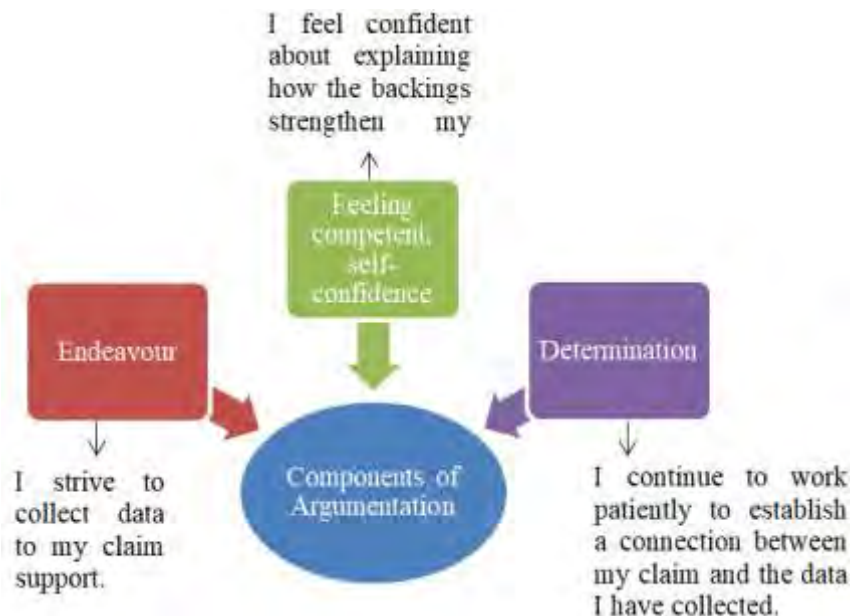 I feel confident
about explaining
how the backings
strengthen my
Feeling
competent,
self-
confidence
Endeavour
Determination
Components of
Argumentation
I strive to
collect data
to my claim
support.
I continue to work
patiently to establish
a connection between
my claim and the data
I have collected.